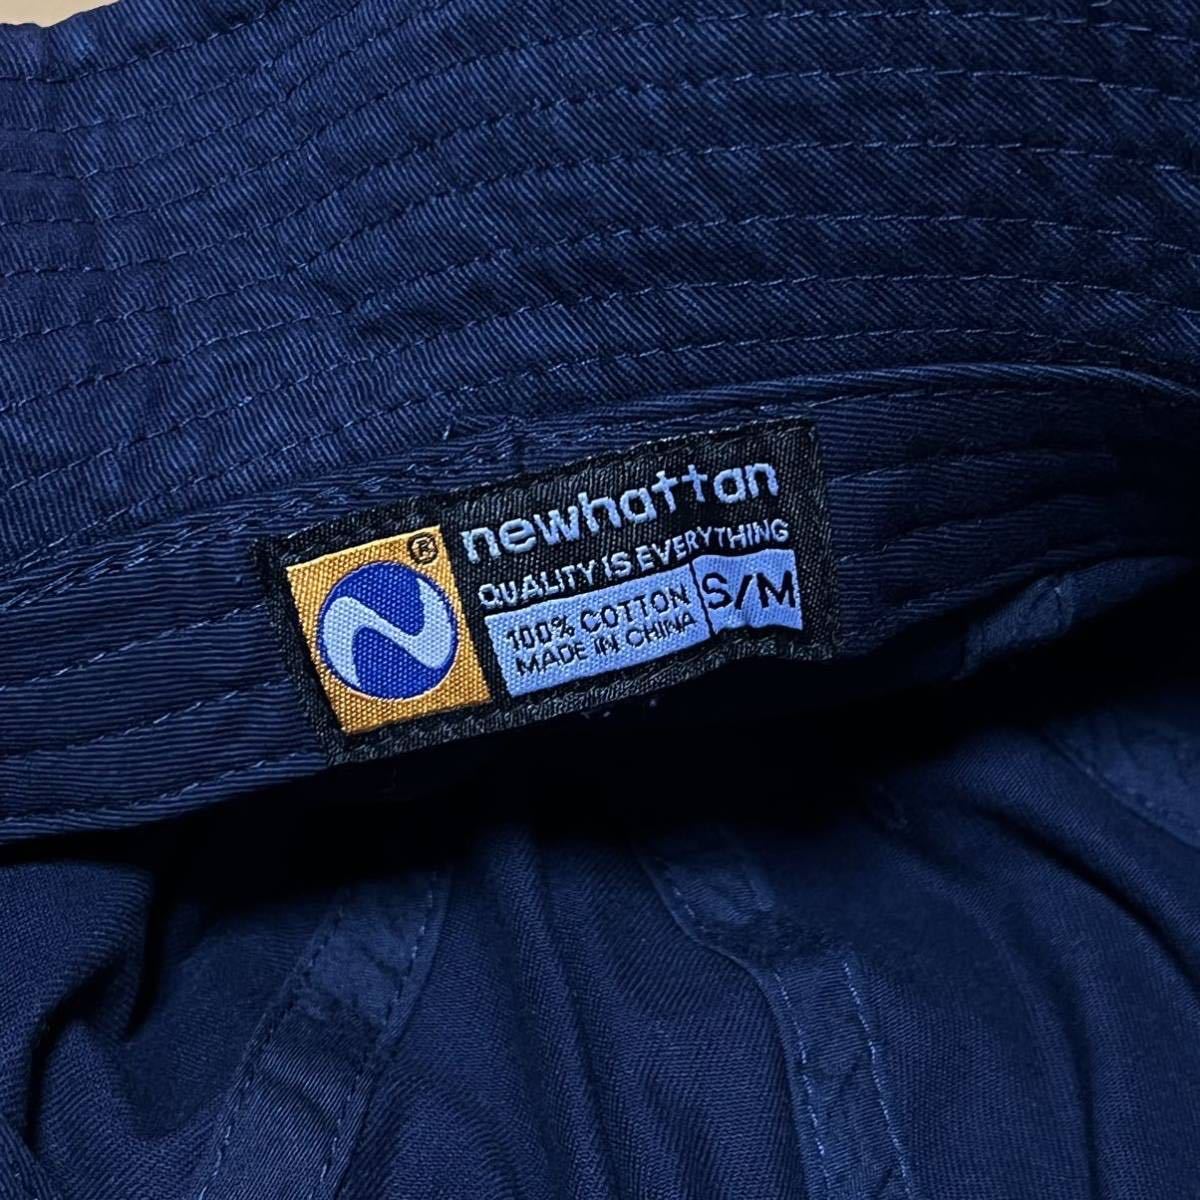 newhattan
®
QUALITY IS EVERYTHING
100% COTTON
MADE IN CHINA
S/M